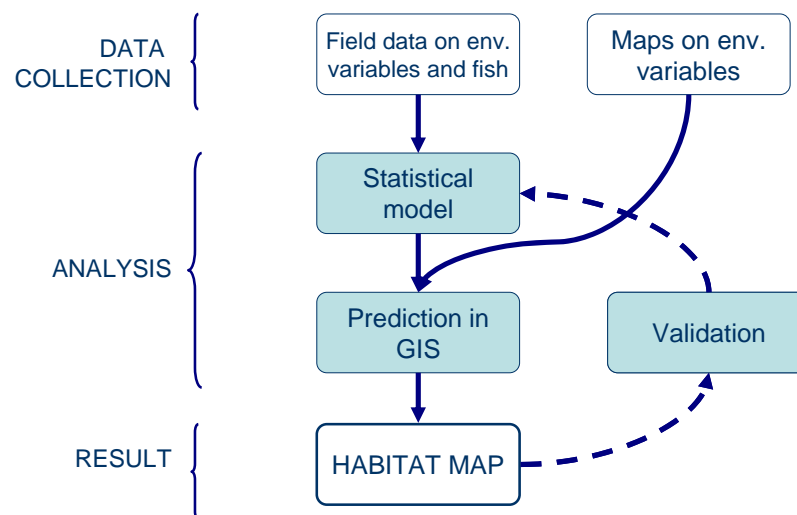 DATA
COLLECTION
Field data on env.
variables and fish
Maps on env.
variables
ANALYSIS
Statistical
model
Prediction in
GIS
Validation
RESULT
HABITAT MAP